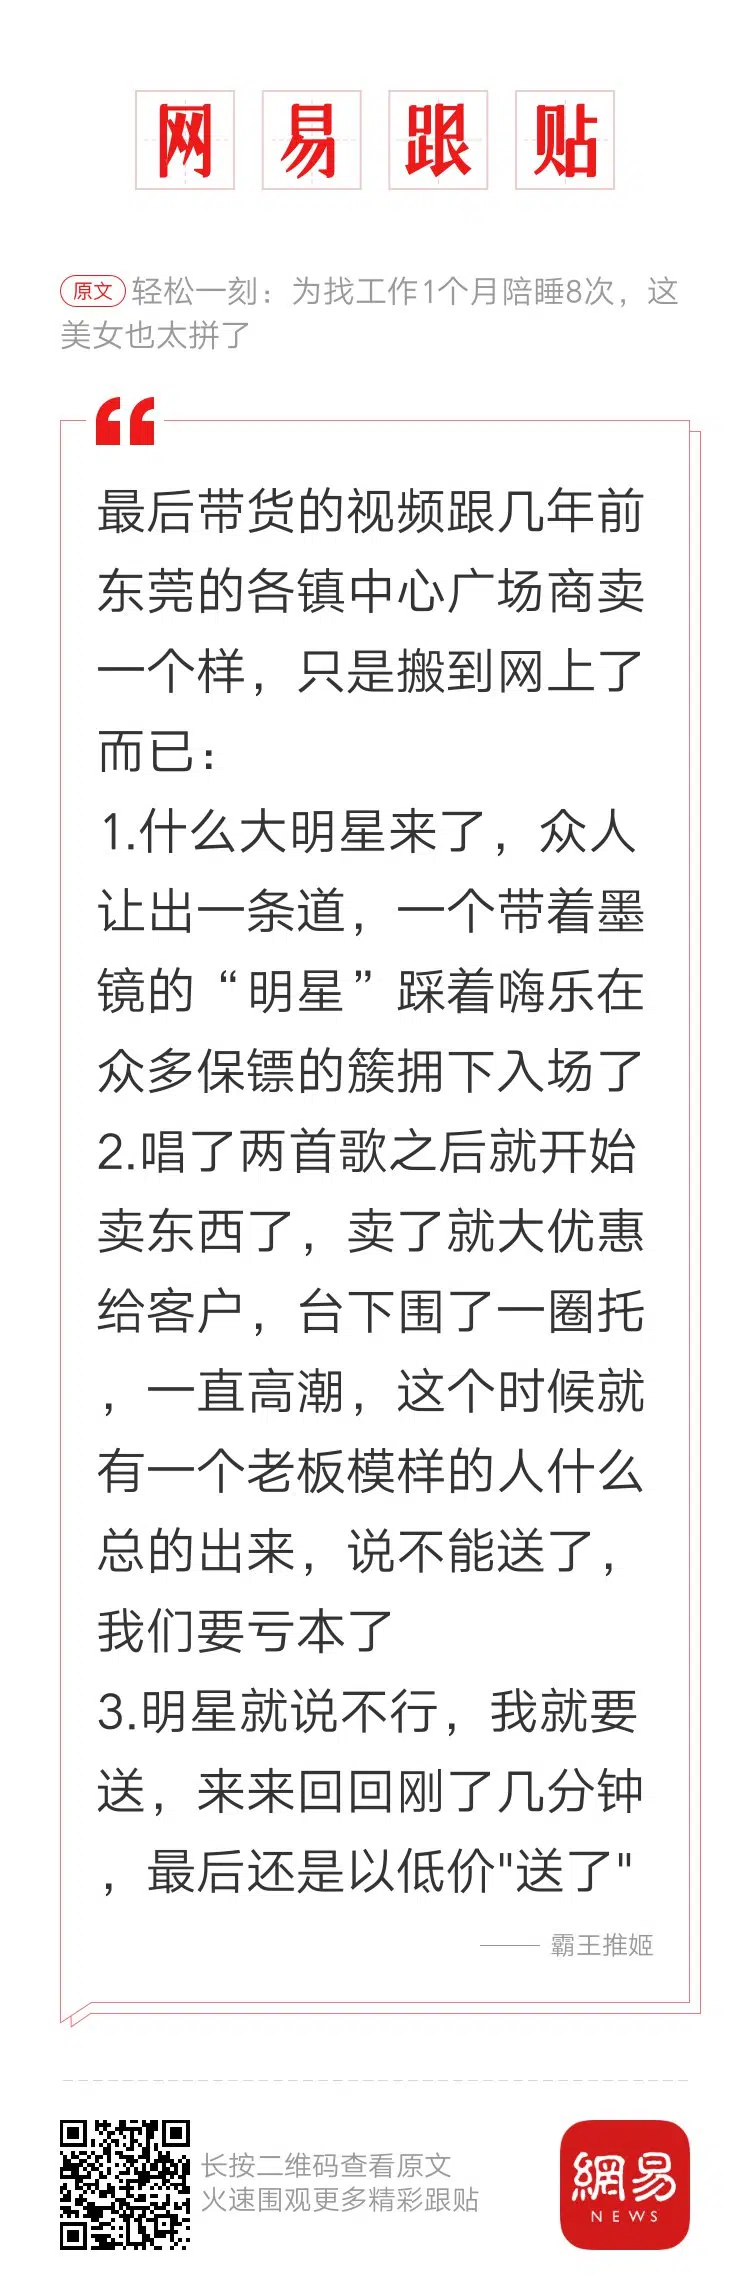 网易跟贴
原文 轻松一刻：为找工作1个月陪睡8次，这
美女也太拼了
最后带货的视频跟几年前
东莞的各镇中心广场商卖
一个样，只是搬到网上了
而已：
1.什么大明星来了，众人
让出一条道，一个带着墨
镜的“明星”踩着嗨乐在
众多保镖的簇拥下入场了
2.唱了两首歌之后就开始
卖东西了，卖了就大优惠
给客户，台下围了一圈托
，一直高潮，这个时候就
有一个老板模样的人什么
总的出来，说不能送了，
我们要亏本了
3.明星就说不行，我就要
送，来来回回刚了几分钟
，最后还是以低价"送了"
—— 霸王推姬
长按二维码查看原文
火速围观更多精彩跟贴
網易
NEWS